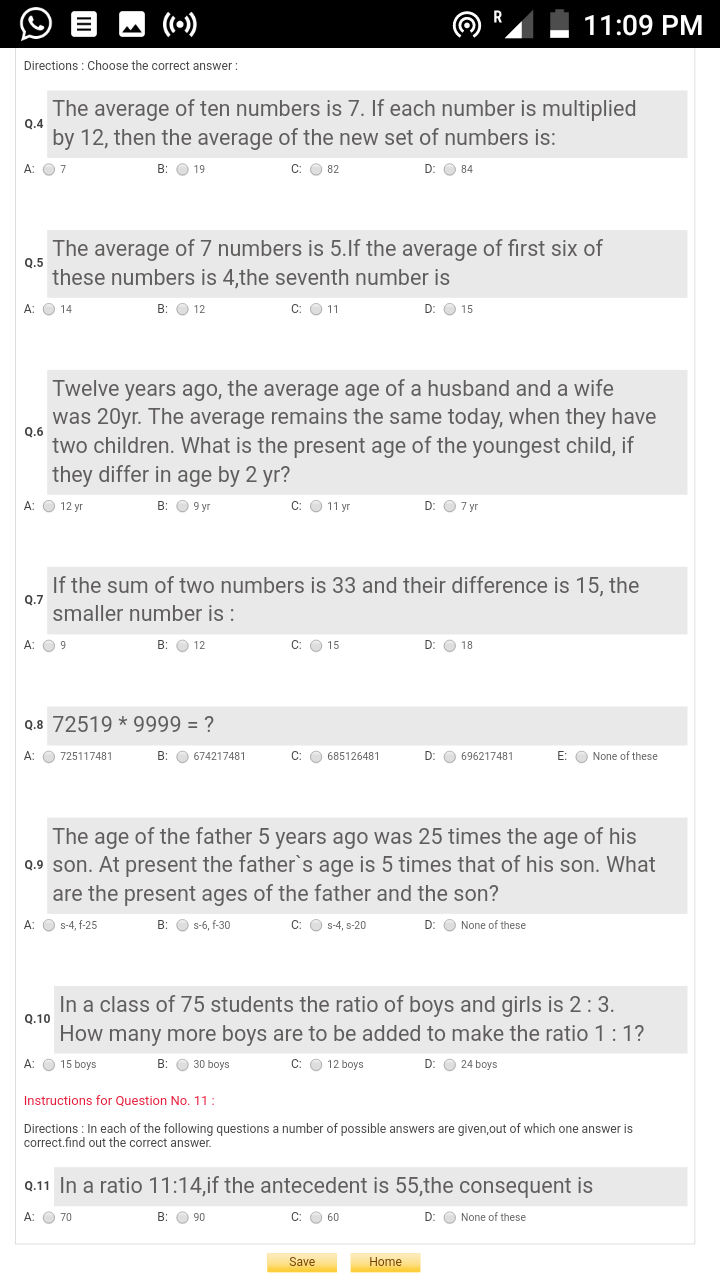 R 11:09 PM
Directions : Choose the correct answer :
Q.4 The average of ten numbers is 7. If each number is multiplied
by 12, then the average of the new set of numbers is:
A: 7 B: 19 C: 82 D: 84
Q.5 The average of 7 numbers is 5.If the average of first six of
these numbers is 4,the seventh number is
A: 14 B: 12 C: 11 D: 15
Q.6 Twelve years ago, the average age of a husband and a wife
was 20yr. The average remains the same today, when they have
two children. What is the present age of the youngest child, if
they differ in age by 2 yr?
A: 12 yr B: 9 yr C: 11 yr D: 7 yr
Q.7 If the sum of two numbers is 33 and their difference is 15, the
smaller number is :
A: 9 B: 12 C: 15 D: 18
Q.8 72519 * 9999 = ?
A: 725117481 B: 674217481 C: 685126481 D: 696217481 E: None of these
Q.9 The age of the father 5 years ago was 25 times the age of his
son. At present the father`s age is 5 times that of his son. What
are the present ages of the father and the son?
A: s-4, f-25 B: s-6, f-30 C: s-4, s-20 D: None of these
Q.10 In a class of 75 students the ratio of boys and girls is 2 : 3.
How many more boys are to be added to make the ratio 1 : 1?
A: 15 boys B: 30 boys C: 12 boys D: 24 boys
Instructions for Question No. 11 :
Directions : In each of the following questions a number of possible answers are given,out of which one answer is
correct.find out the correct answer.
Q.11 In a ratio 11:14,if the antecedent is 55,the consequent is
A: 70 B: 90 C: 60 D: None of these
Save Home